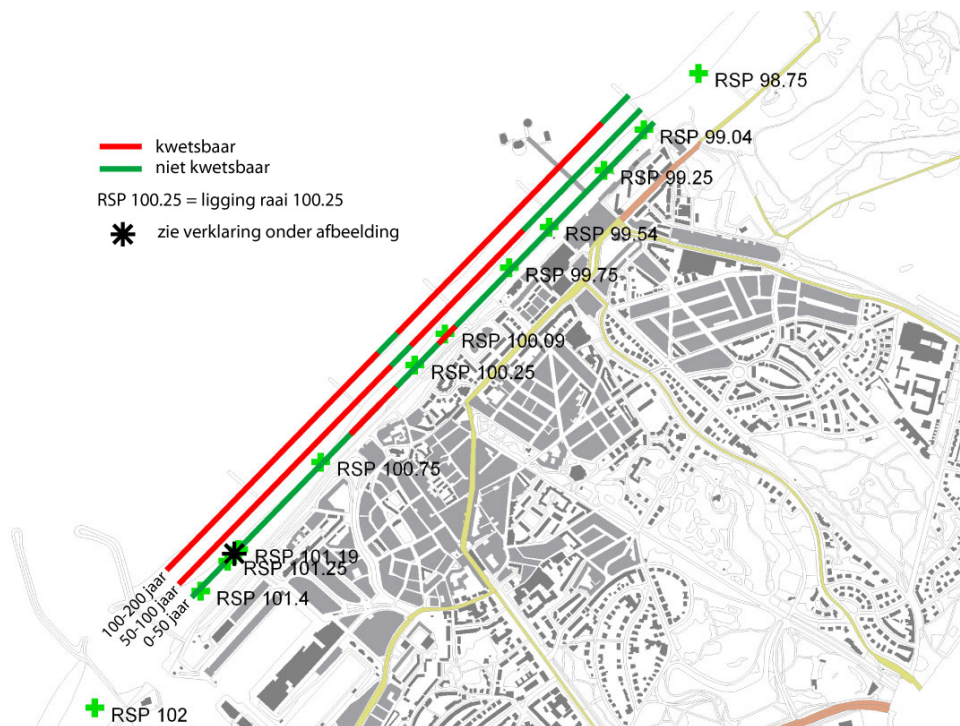 kwetsbaar
niet kwetsbaar
RSP 100.25 = ligging raai 100.25
zie verklaring onder afbeelding
RSP 98.75
RSP 99.04
RSP 99.25
RSP 99.54
RSP 99.75
RSP 100.09
RSP 100.25
RSP 100.75
RSP 101.19
RSP 101.25
RSP 101.4
RSP 102
100-200 jaar
50-100 jaar
0-50 jaar